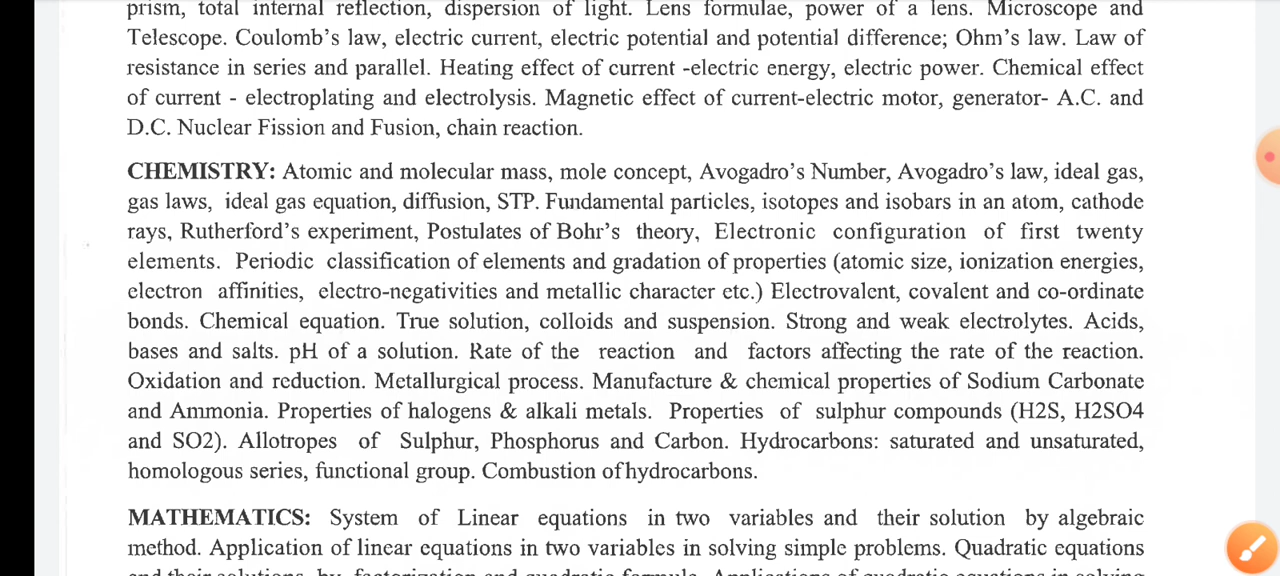 prism, total internal reflection, dispersion of light. Lens formulae, power of a lens. Microscope and
Telescope. Coulomb's law, electric current, electric potential and potential difference; Ohm's law. Law of
resistance in series and parallel. Heating effect of current -electric energy, electric power. Chemical effect
of current - electroplating and electrolysis. Magnetic effect of current-electric motor, generator- A.C. and
D.C. Nuclear Fission and Fusion, chain reaction.
CHEMISTRY: Atomic and molecular mass, mole concept, Avogadro's Number, Avogadro's law, ideal gas,
gas laws, ideal gas equation, diffusion, STP. Fundamental particles, isotopes and isobars in an atom, cathode
rays, Rutherford's experiment, Postulates of Bohr's theory, Electronic configuration of first twenty
elements. Periodic classification of elements and gradation of properties (atomic size, ionization energies,
electron affinities, electro-negativities and metallic character etc.) Electrovalent, covalent and co-ordinate
bonds. Chemical equation. True solution, colloids and suspension. Strong and weak electrolytes. Acids,
bases and salts. pH of a solution. Rate of the reaction and factors affecting the rate of the reaction.
Oxidation and reduction. Metallurgical process. Manufacture & chemical properties of Sodium Carbonate
and Ammonia. Properties of halogens & alkali metals. Properties of sulphur compounds (H2S, H2SO4
and SO2). Allotropes of Sulphur, Phosphorus and Carbon. Hydrocarbons: saturated and unsaturated,
homologous series, functional group. Combustion of hydrocarbons.
MATHEMATICS: System of Linear equations in two variables and their solution by algebraic
method. Application of linear equations in two variables in solving simple problems. Quadratic equations